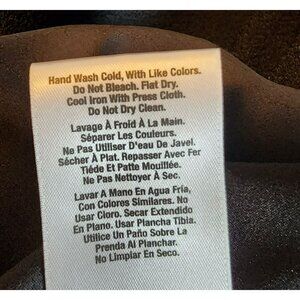 Hand Wash Cold, With Like Colors.
Do Not Bleach. Flat Dry.
Cool Iron With Press Cloth.
Do Not Dry Clean.
Lavage À Froid À La Main.
Séparer Les Couleurs.
Ne Pas Utiliser D'eau De Javel.
Sécher À Plat. Repasser Avec Fer
Tiéde Et Patte Mouillée.
Ne Pas Nettoyer À Sec.
Lavar A Mano En Agua Fría,
Con Colores Similares. No
Usar Cloro. Secar Extendido
En Plano. Usar Plancha Tibia.
Utilice Un Paño Sobre La
Prenda Al Planchar.
No Limpiar En Seco.